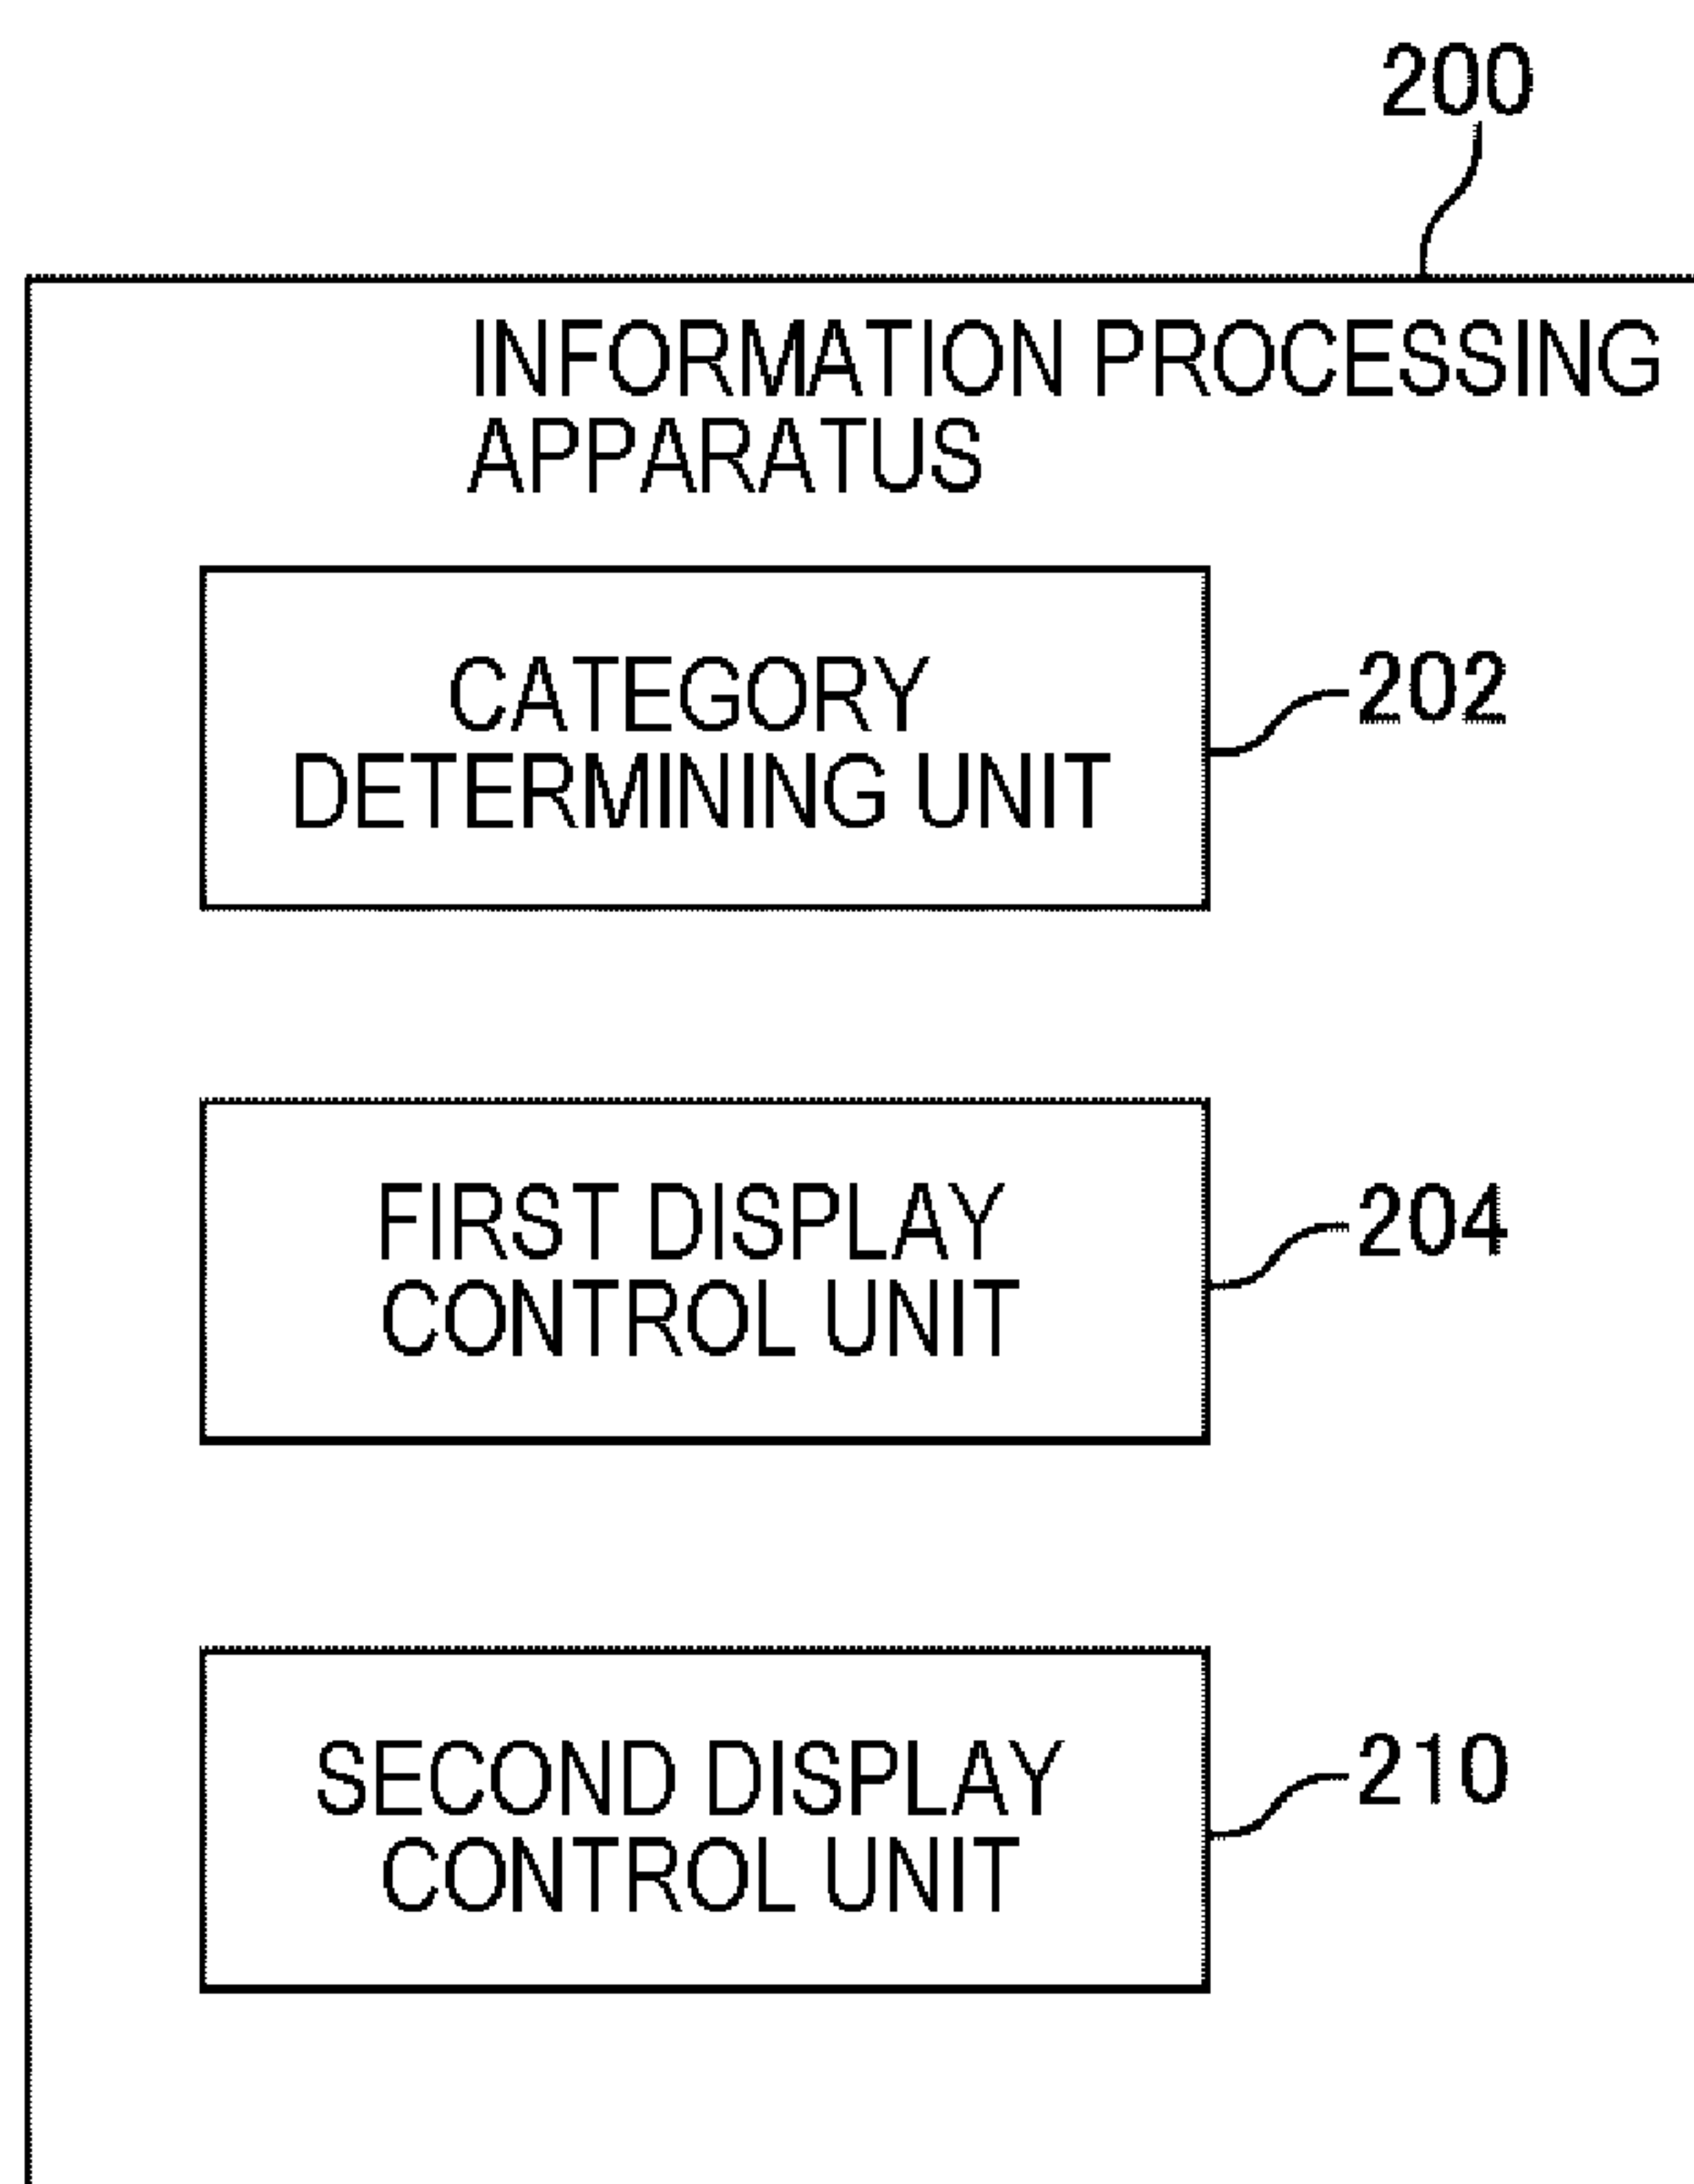 200
INFORMATION PROCESSING
APPARATUS
CATEGORY
DETERMINING UNIT
202
FIRST DISPLAY
CONTROL UNIT
204
SECOND DISPLAY
CONTROL UNIT
210